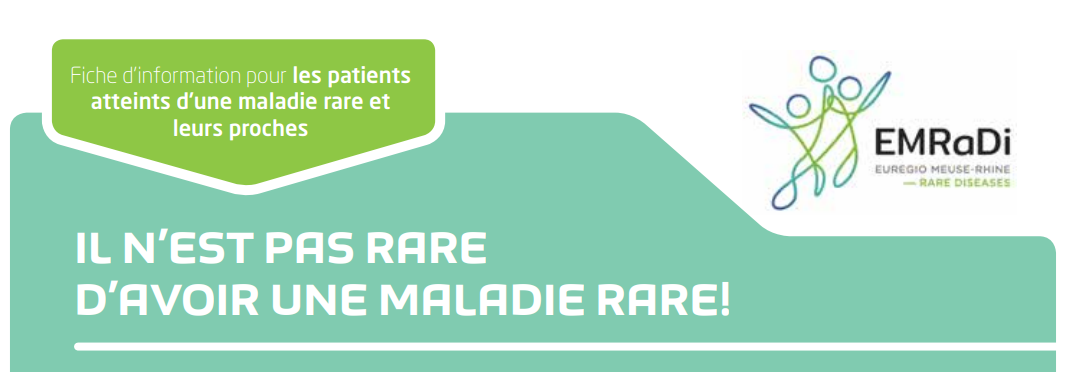 Fiche d'information pour les patients
atteints d'une maladie rare et
leurs proches
EMRaDi
EUREGIO MEUSE-RHINE
— RARE DISEASES
IL N'EST PAS RARE
D'AVOIR UNE MALADIE RARE!